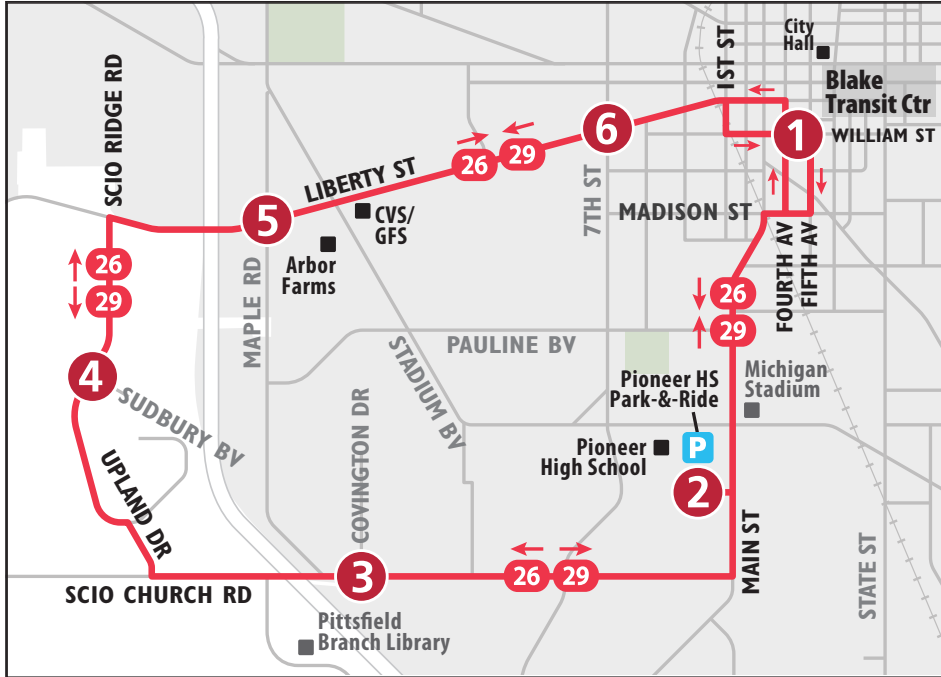 City
Hall
1ST ST
Blake
Transit Ctr
WILLIAM ST
1
6
SCIO RIDGE RD
26
29
LIBERTY ST
7TH ST
MADISON ST
5
CVS/
GFS
Arbor
Farms
FOURTH AV
FIFTH AV
26
29
26
29
MAPLE RD
PAULINE BV
STADIUM BV
4
SUDBURY BV
Pioneer HS
Park-&-Ride
Michigan
Stadium
P
Pioneer
High School
2
COVINGTON DR
UPLAND DR
MAIN ST
STATE ST
3
26
29
SCIO CHURCH RD
Pittsfield
Branch Library